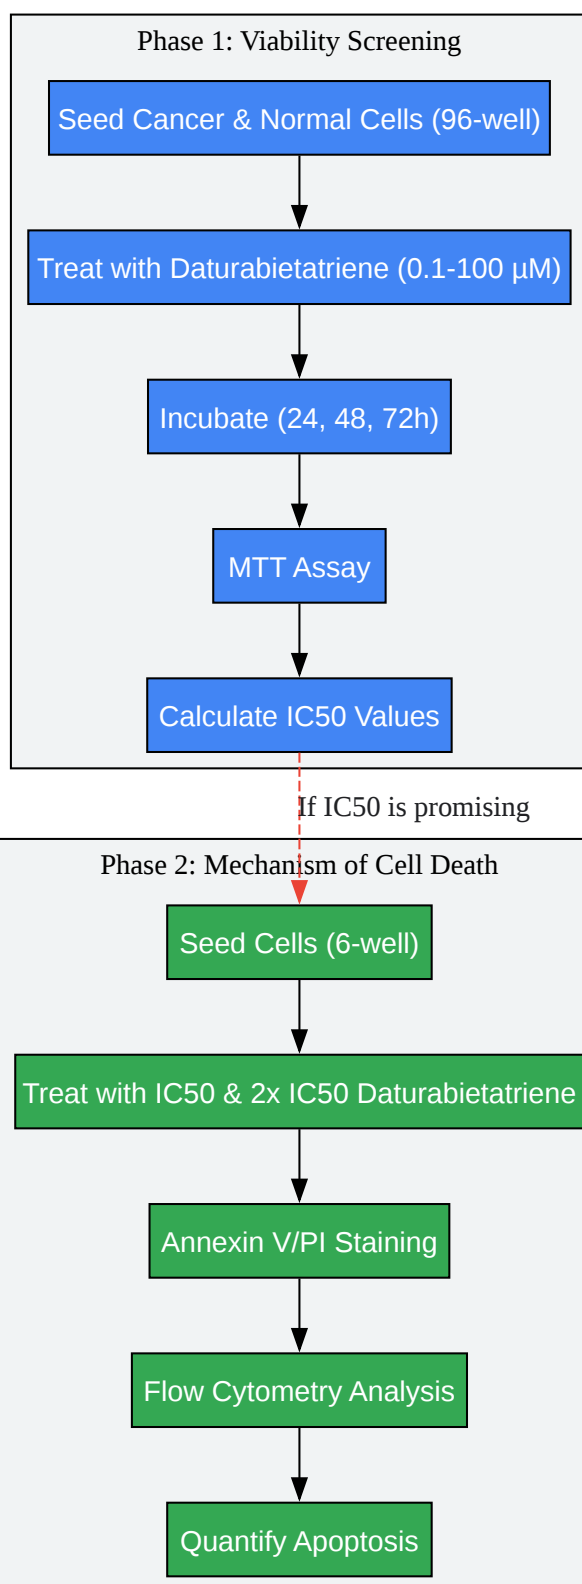 Phase 1: Viability Screening
Seed Cancer & Normal Cells (96-well)
Treat with Daturabietatriene (0.1-100 µM)
Incubate (24, 48, 72h)
MTT Assay
Calculate IC50 Values
If IC50 is promising
Phase 2: Mechanism of Cell Death
Seed Cells (6-well)
Treat with IC50 & 2x IC50 Daturabietatriene
Annexin V/PI Staining
Flow Cytometry Analysis
Quantify Apoptosis